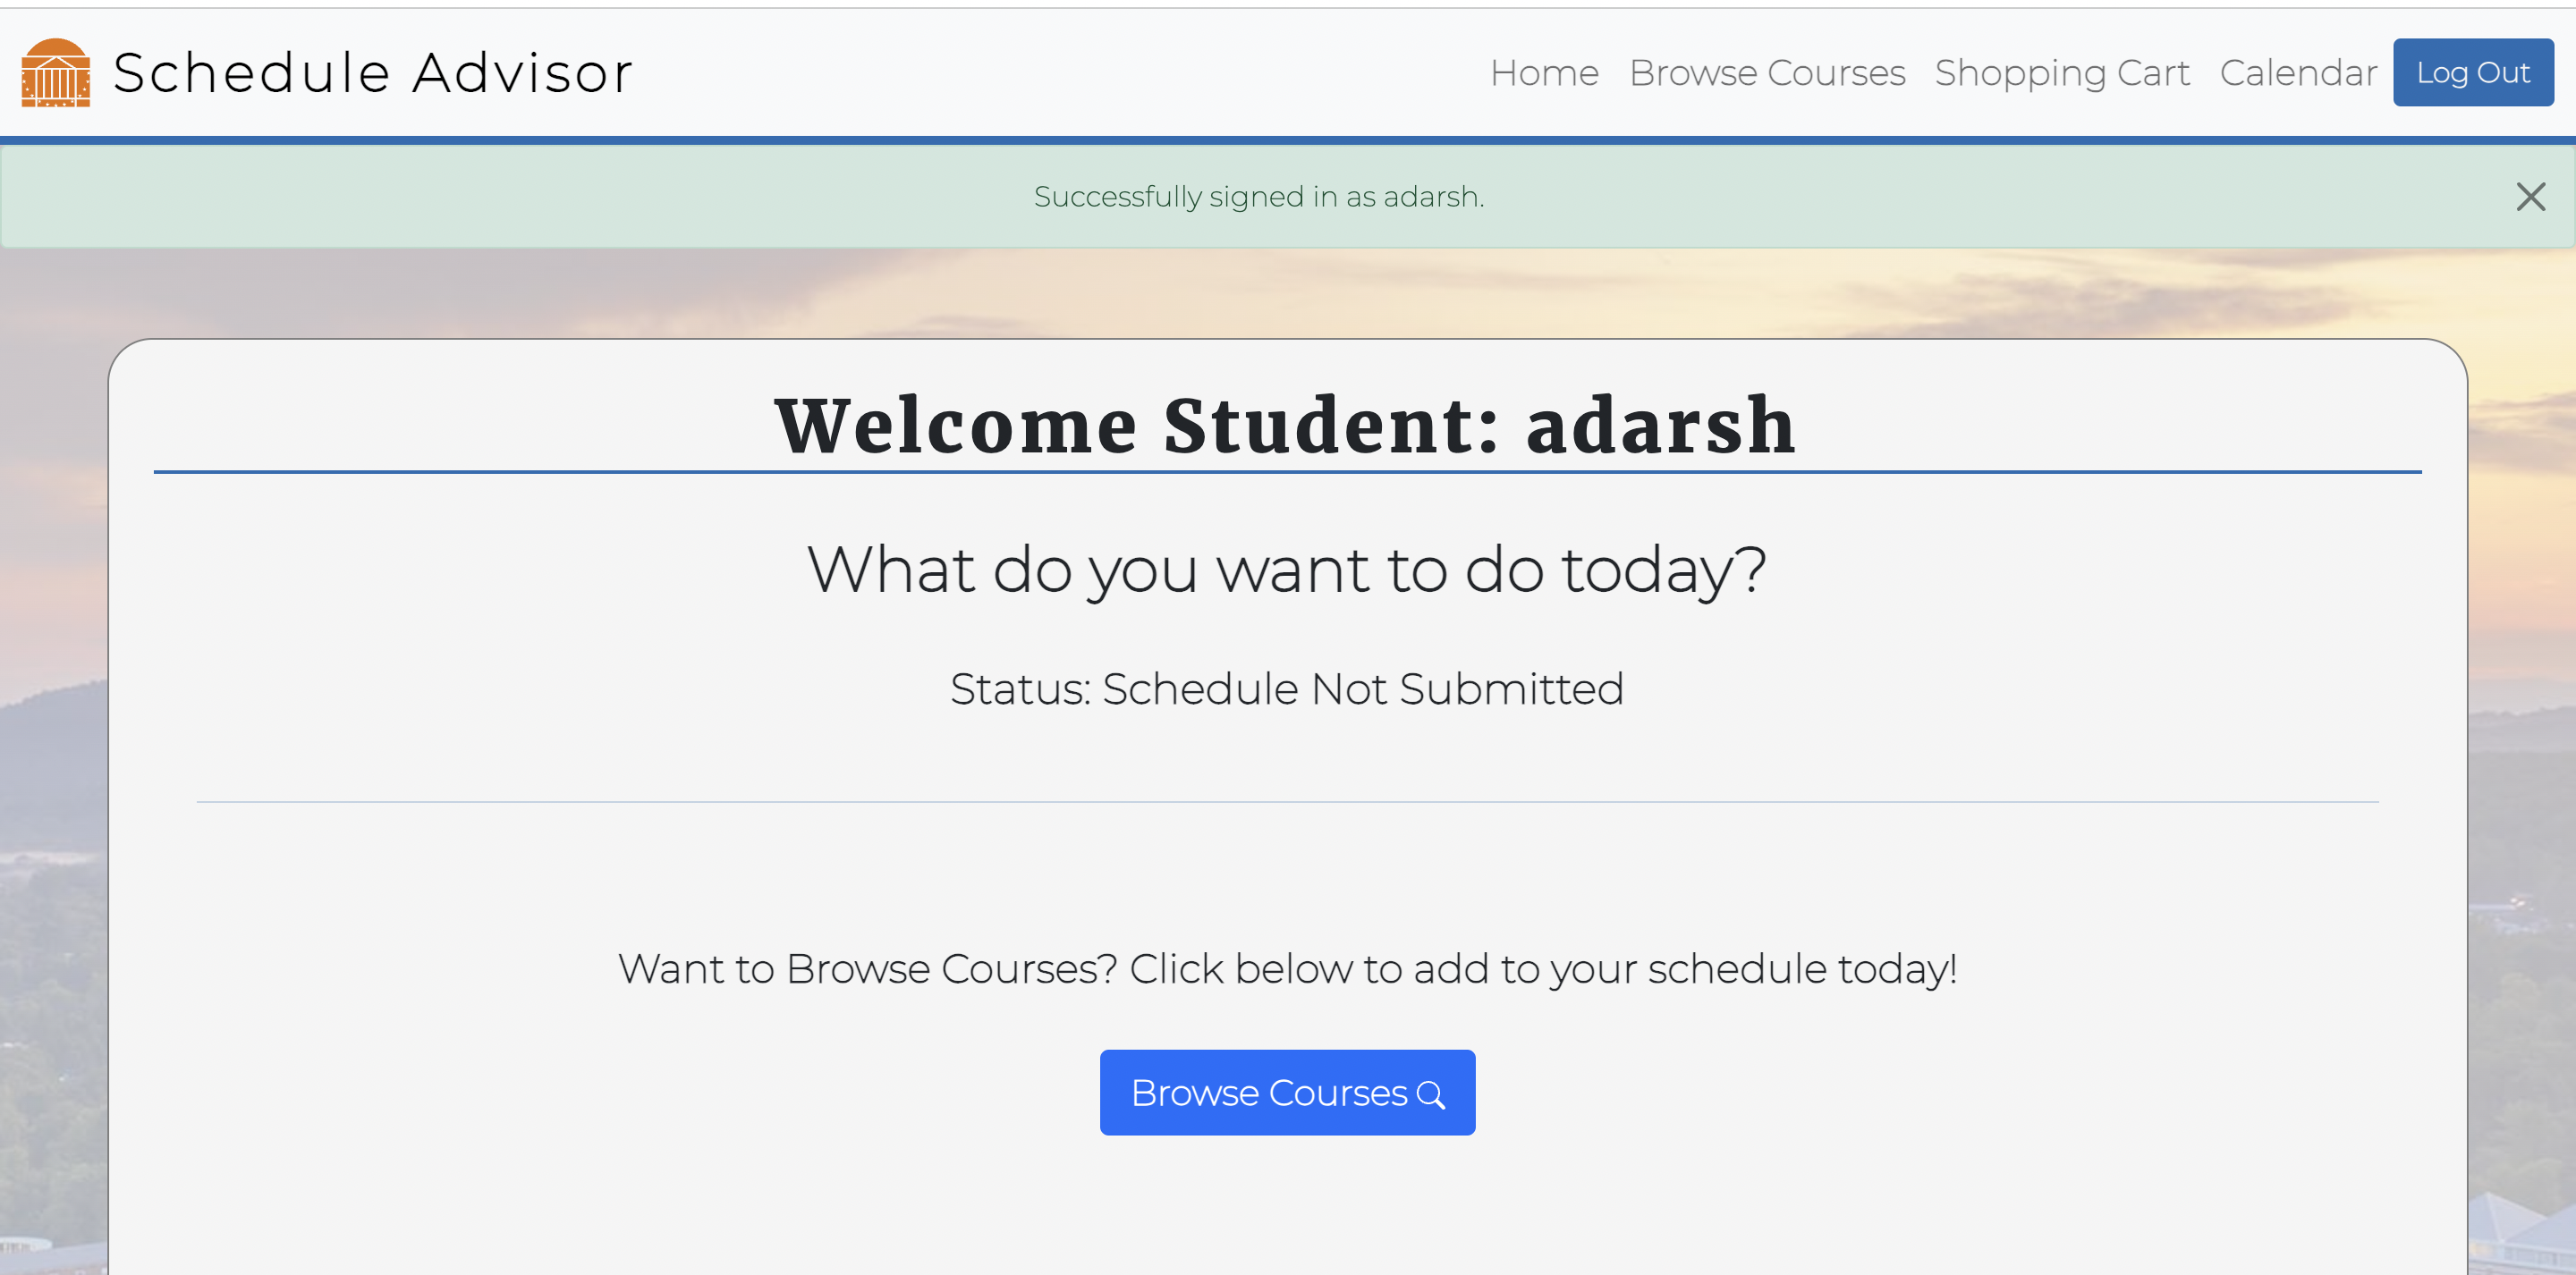 Schedule Advisor
Home Browse Courses Shopping Cart Calendar Log Out
Successfully signed in as adarsh.
Welcome Student: adarsh
What do you want to do today?
Status: Schedule Not Submitted
Want to Browse Courses? Click below to add to your schedule today!
Browse Courses